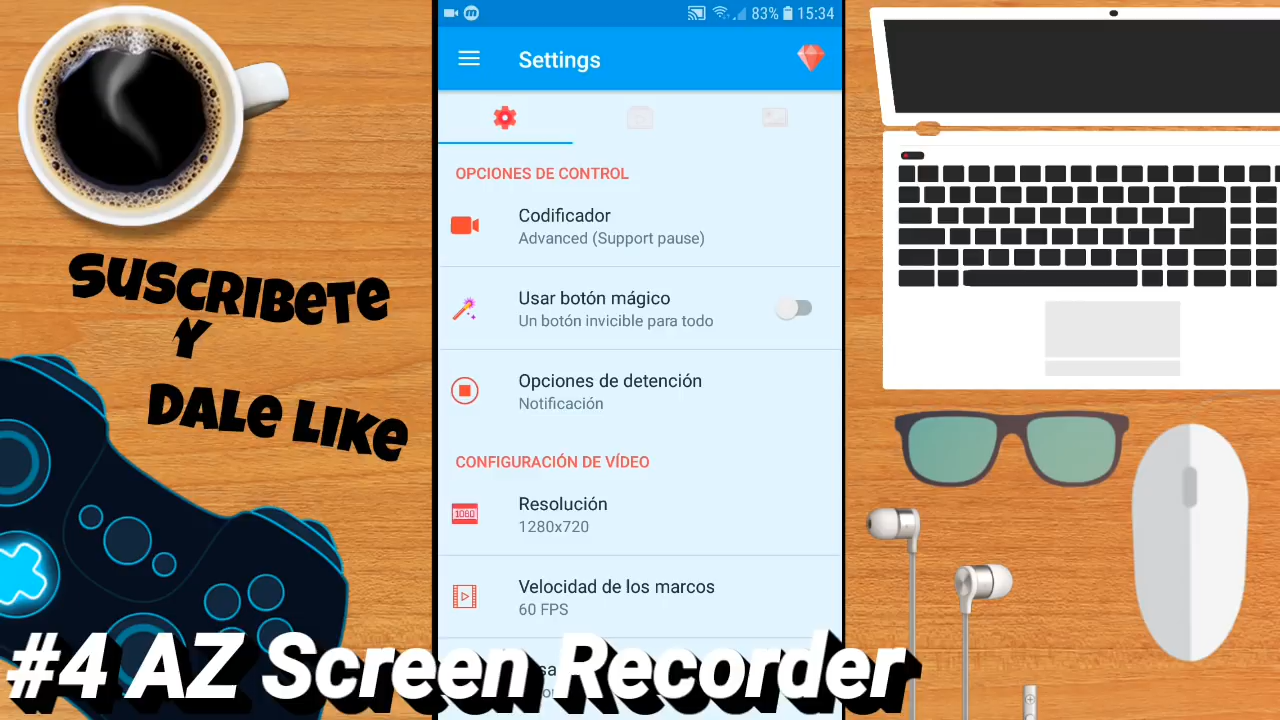 83% 15:34
Settings
OPCIONES DE CONTROL
Codificador
Advanced (Support pause)
Usar botón mágico
Un botón invicible para todo
Opciones de detención
Notificación
CONFIGURACIÓN DE VÍDEO
1080
Resolución
1280x720
Velocidad de los marcos
60 FPS
SUSCRIBETE
Y
DALE LIKE
#4 AZ Screen Recorder